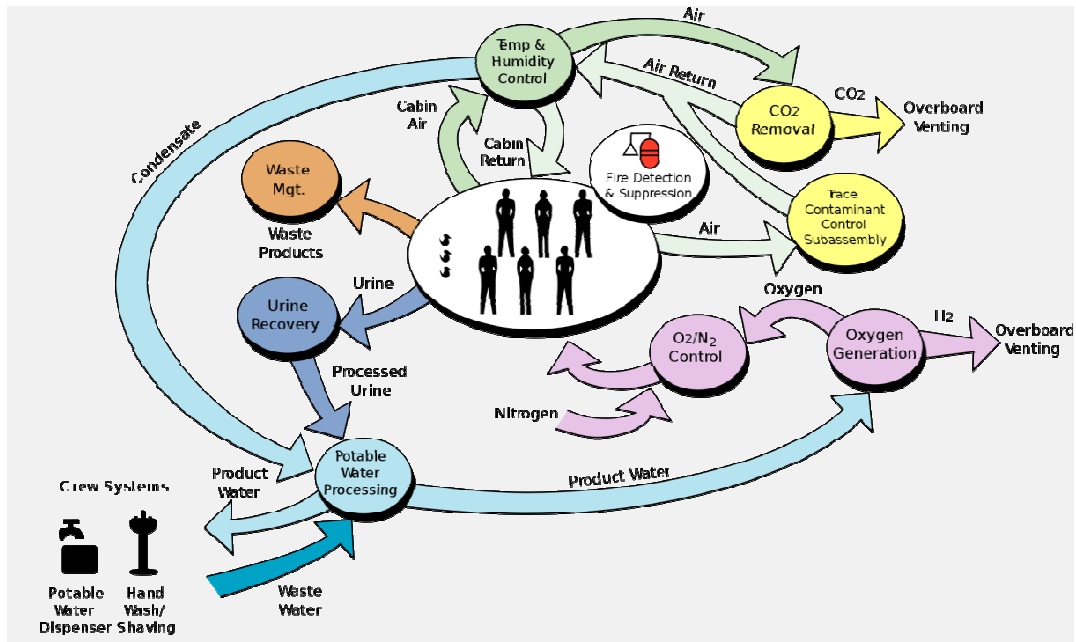 Air
Temp &
Humidity
Control
Air Return
CO2
Overboard
Venting
CO2
Removal
Cabin
Air
Cabin
Return
Condensate
Fire Detection
& Suppression
Waste
Mgt.
Trace
Contaminant
Control
Subassembly
Waste
Products
Air
Urine
Oxygen
Urine
Recovery
H2
Overboard
Venting
O2/N2
Control
Oxygen
Generation
Processed
Urine
Nitrogen
Potable
Water
Processing
Product
Water
Product Water
Crew Systems
Potable
Water
Dispenser
Hand
Wash/
Shaving
Waste
Water